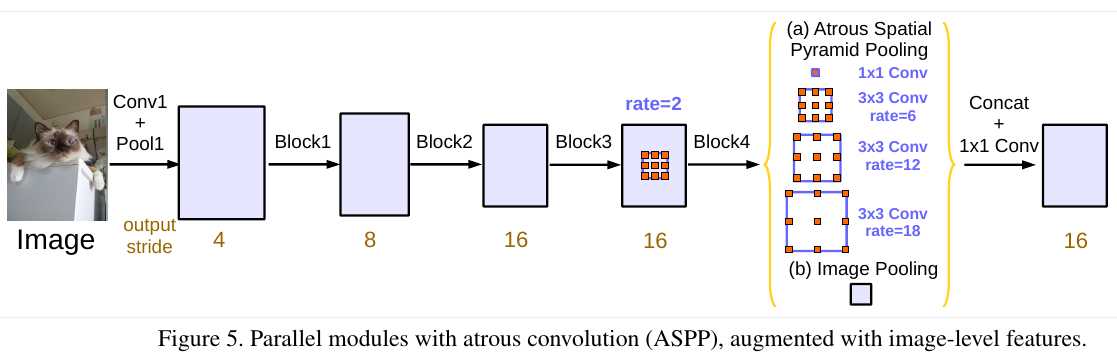 (a) Atrous Spatial
Pyramid Pooling
1x1 Conv
3x3 Conv
rate=6
3x3 Conv
rate=12
3x3 Conv
rate=18
(b) Image Pooling
Conv1
+
Pool1
Block1
Block2
Block3
rate=2
Block4
Concat
+
1x1 Conv
Image
output
stride
4
8
16
16
16
Figure 5. Parallel modules with atrous convolution (ASPP), augmented with image-level features.